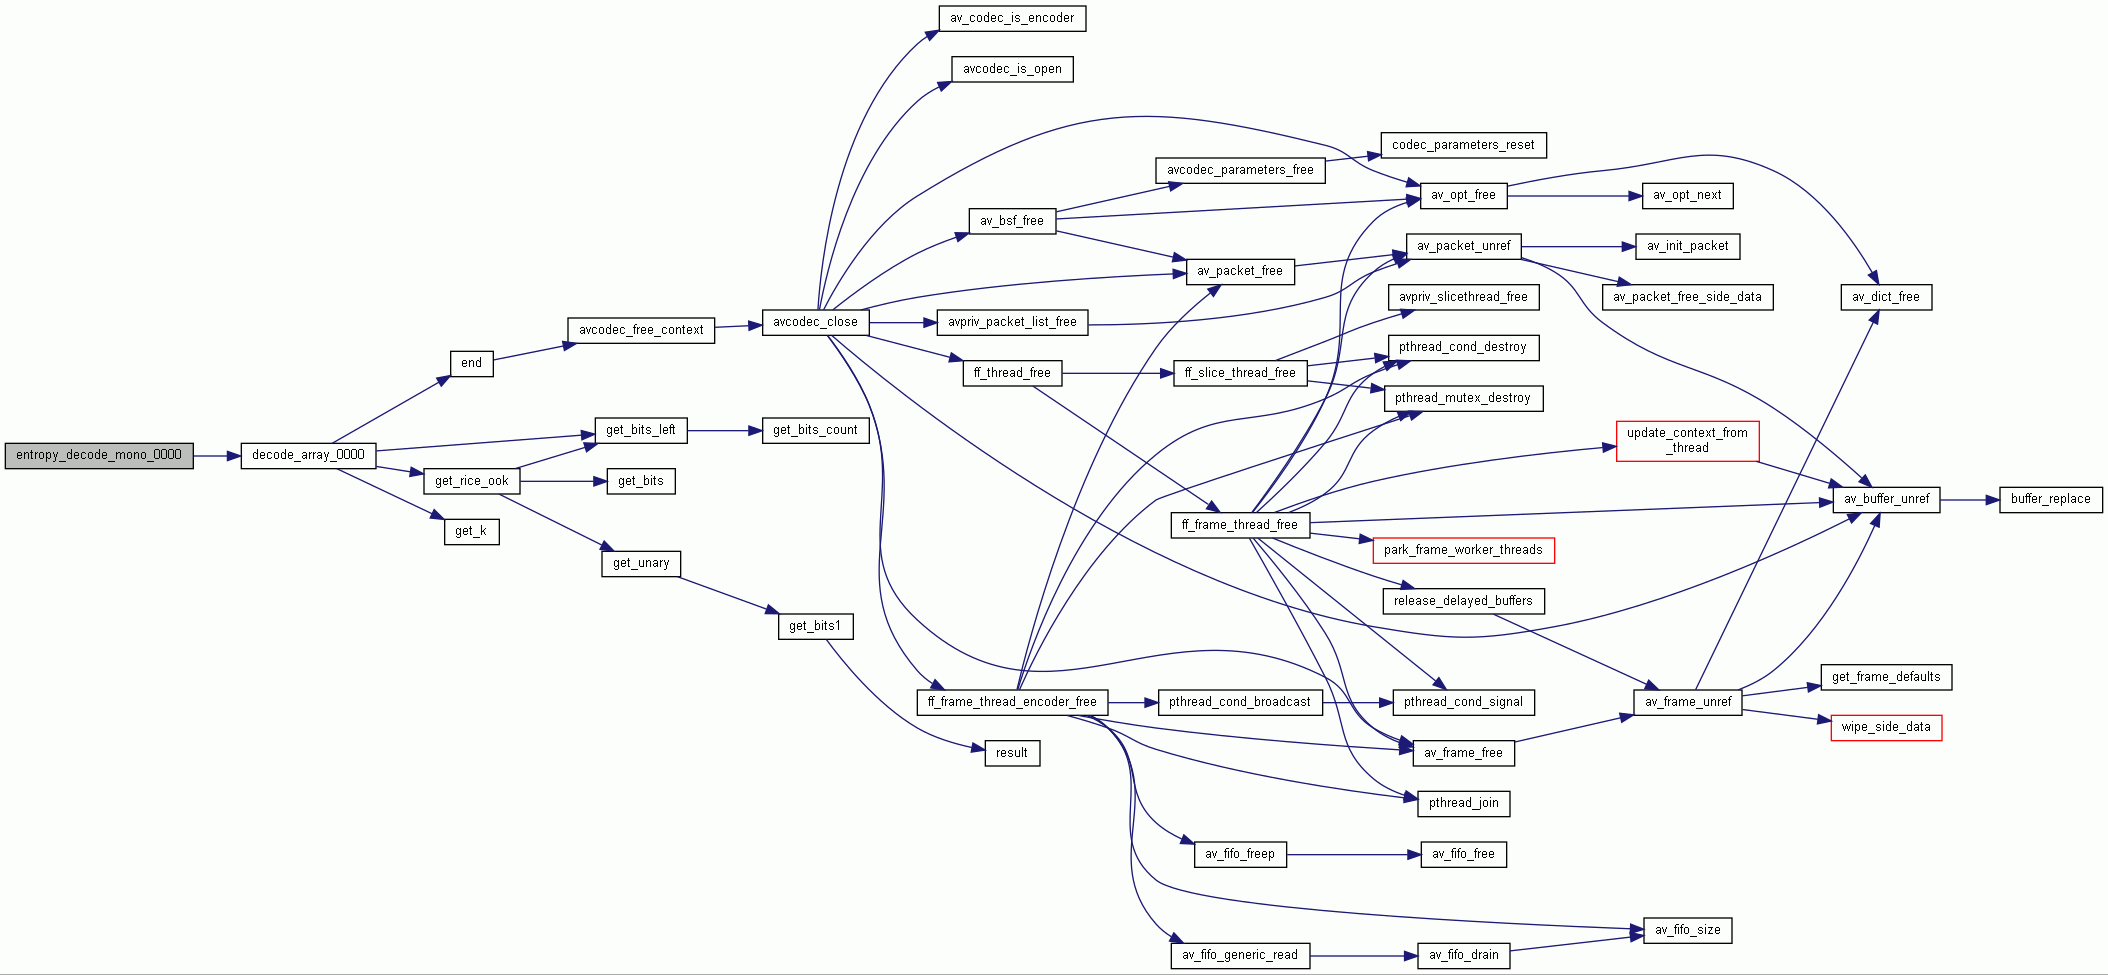 av_codec_is_encoder
avcodec_is_open
codec_parameters_reset
avcodec_parameters_free
av_opt_free
av_opt_next
av_bsf_free
av_packet_unref
av_init_packet
av_packet_free
avpriv_slicethread_free
av_packet_free_side_data
av_dict_free
avcodec_free_context
avcodec_close
avpriv_packet_list_free
pthread_cond_destroy
end
ff_thread_free
ff_slice_thread_free
pthread_mutex_destroy
get_bits_left
get_bits_count
update_context_from
_thread
entropy_decode_mono_0000
decode_array_0000
get_rice_ook
get_bits
av_buffer_unref
buffer_replace
get_k
ff_frame_thread_free
park_frame_worker_threads
get_unary
release_delayed_buffers
get_bits1
get_frame_defaults
ff_frame_thread_encoder_free
pthread_cond_broadcast
pthread_cond_signal
av_frame_unref
wipe_side_data
result
av_frame_free
pthread_join
av_fifo_freep
av_fifo_free
av_fifo_size
av_fifo_generic_read
av_fifo_drain